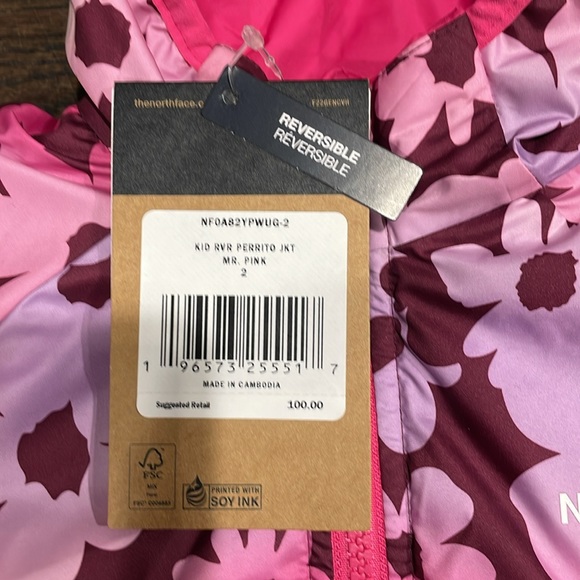 thenorthface.c
REVERSIBLE
RÉVERSIBLE
NF0A82YPWUG-2
KID RVR PERRITO JKT
MR. PINK
2
1 96573 25551 7
MADE IN CAMBODIA
Suggested Retail 100.00
FSC
MIX
PRINTED WITH
SOY INK
N